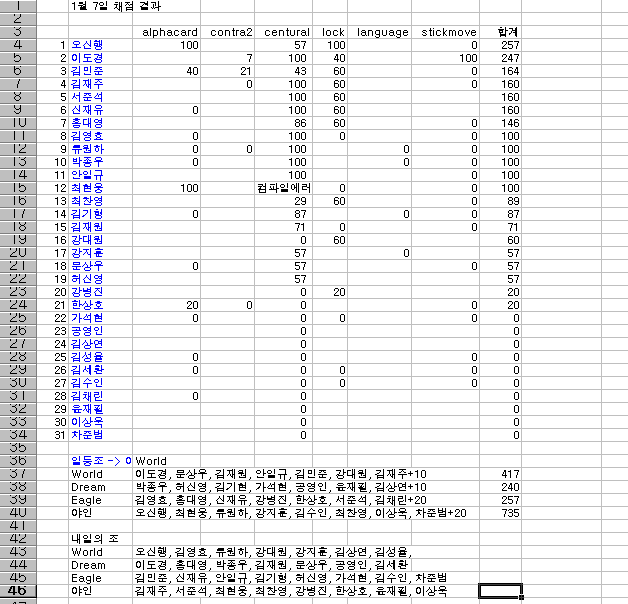 1 1월 7일 채점 결과
2
3 alphacard contra2 centural lock language stickmove 합계
4 1 오신행 100 57 100 0 257
5 2 이도경 7 100 40 100 247
6 3 김민준 40 21 43 60 0 164
7 4 김재주 0 100 60 0 160
8 5 서준석 100 60 160
9 6 신재유 0 100 60 160
10 7 홍대영 86 60 0 146
11 8 김영효 0 100 0 0 100
12 9 류원하 0 0 100 0 0 100
13 10 박종우 0 100 0 0 100
14 11 안일규 100 0 100
15 12 최현웅 100 컴파일에러 0 0 100
16 13 최찬영 29 60 0 89
17 14 김기형 0 87 0 0 87
18 15 김재원 71 0 0 71
19 16 강대원 0 60 60
20 17 강지훈 57 0 57
21 18 문상우 0 57 0 57
22 19 허신영 57 57
23 20 강병진 0 20 20
24 21 한상호 20 0 0 0 20
25 22 가석현 0 0 0 0 0
26 23 공영인 0 0
27 24 김상연 0 0
28 25 김성율 0 0 0 0
29 26 김세환 0 0 0 0 0
30 27 김수인 0 0 0 0
31 28 김채린 0 0 0
32 29 윤재필 0 0
33 30 이상욱 0 0
34 31 차준범 0 0
35
36 일등조 -> 0 World
37 World 이도경, 문상우, 김재원, 안일규, 김민준, 강대원, 김재주+10 417
38 Dream 박종우, 허신영, 김기현, 가석현, 공영인, 윤재필, 김상연+10 240
39 Eagle 김영효, 홍대영, 신재유, 강병진, 한상호, 서준석, 김채린+20 257
40 야인 오신행, 최현웅, 류원하, 강지훈, 김수인, 최찬영, 이상욱, 차준범+20 735
41
42 내일의 조
43 World 오신행, 김영효, 류원하, 강대원, 강지훈, 김상연, 김성율,
44 Dream 이도경, 홍대영, 박종우, 김재원, 문상우, 공영인, 김세환
45 Eagle 김민준, 신재유, 안일규, 김기형, 허신영, 가석현, 김수인, 차준범
46 야인 김재주, 서준석, 최현웅, 최찬영, 강병진, 한상호, 윤재필, 이상욱